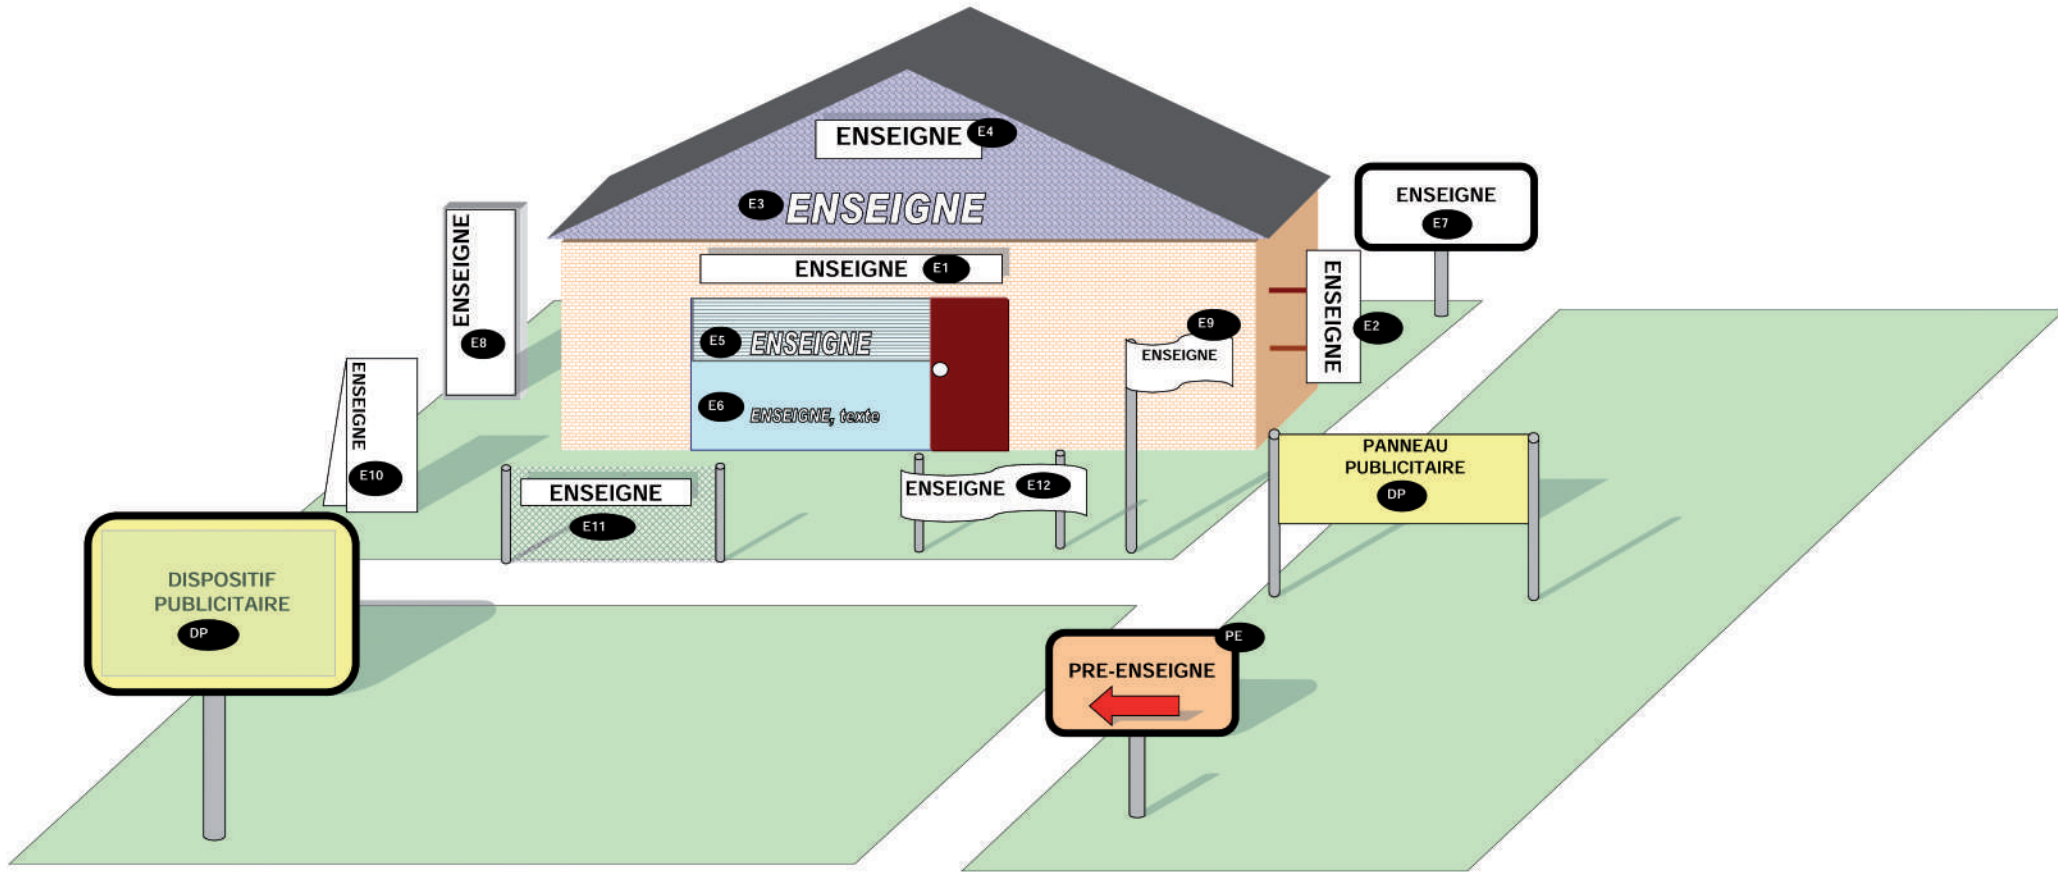 ENSEIGNE E4
E3 ENSEIGNE
ENSEIGNE E1
E5 ENSEIGNE
E6 ENSEIGNE, texte
ENSEIGNE
E8
ENSEIGNE
E10
ENSEIGNE
E7
ENSEIGNE
E2
E9
ENSEIGNE
ENSEIGNE
E11
ENSEIGNE E12
PANNEAU
PUBLICITAIRE
DP
DISPOSITIF
PUBLICITAIRE
DP
PE
PRE-ENSEIGNE